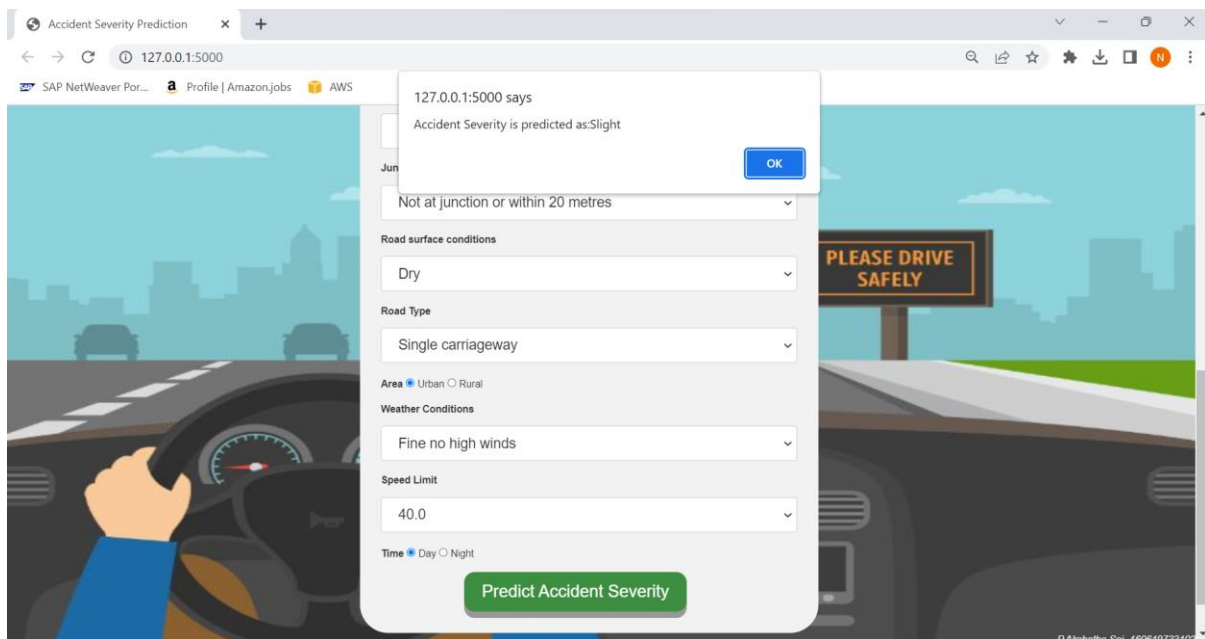 Accident Severity Prediction
127.0.0.1:5000
SAP NetWeaver Por... Profile | Amazon.jobs AWS
N
127.0.0.1:5000 says
Accident Severity is predicted as:Slight
OK
Jun
Not at junction or within 20 metres
Road surface conditions
Dry
PLEASE DRIVE
SAFELY
Road Type
Single carriageway
Area Urban Rural
Weather Conditions
Fine no high winds
Speed Limit
40.0
Time Day Night
Predict Accident Severity